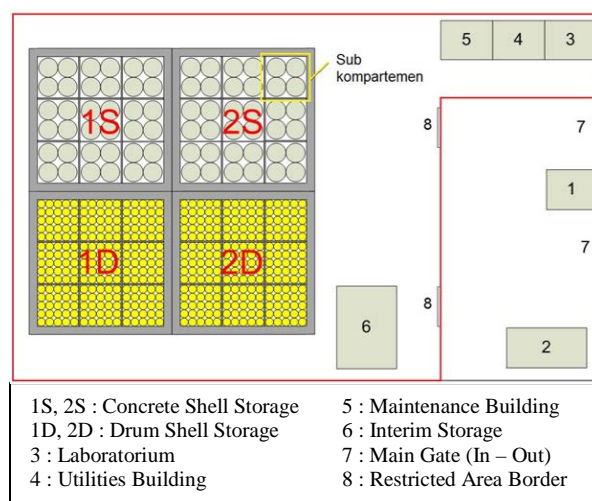 5 4 3
Sub
kompartemen
1S 2S
8 7
1
7
1D 2D
8
6
2
1S, 2S : Concrete Shell Storage
1D, 2D : Drum Shell Storage
3 : Laboratorium
4 : Utilities Building
5 : Maintenance Building
6 : Interim Storage
7 : Main Gate (In – Out)
8 : Restricted Area Border